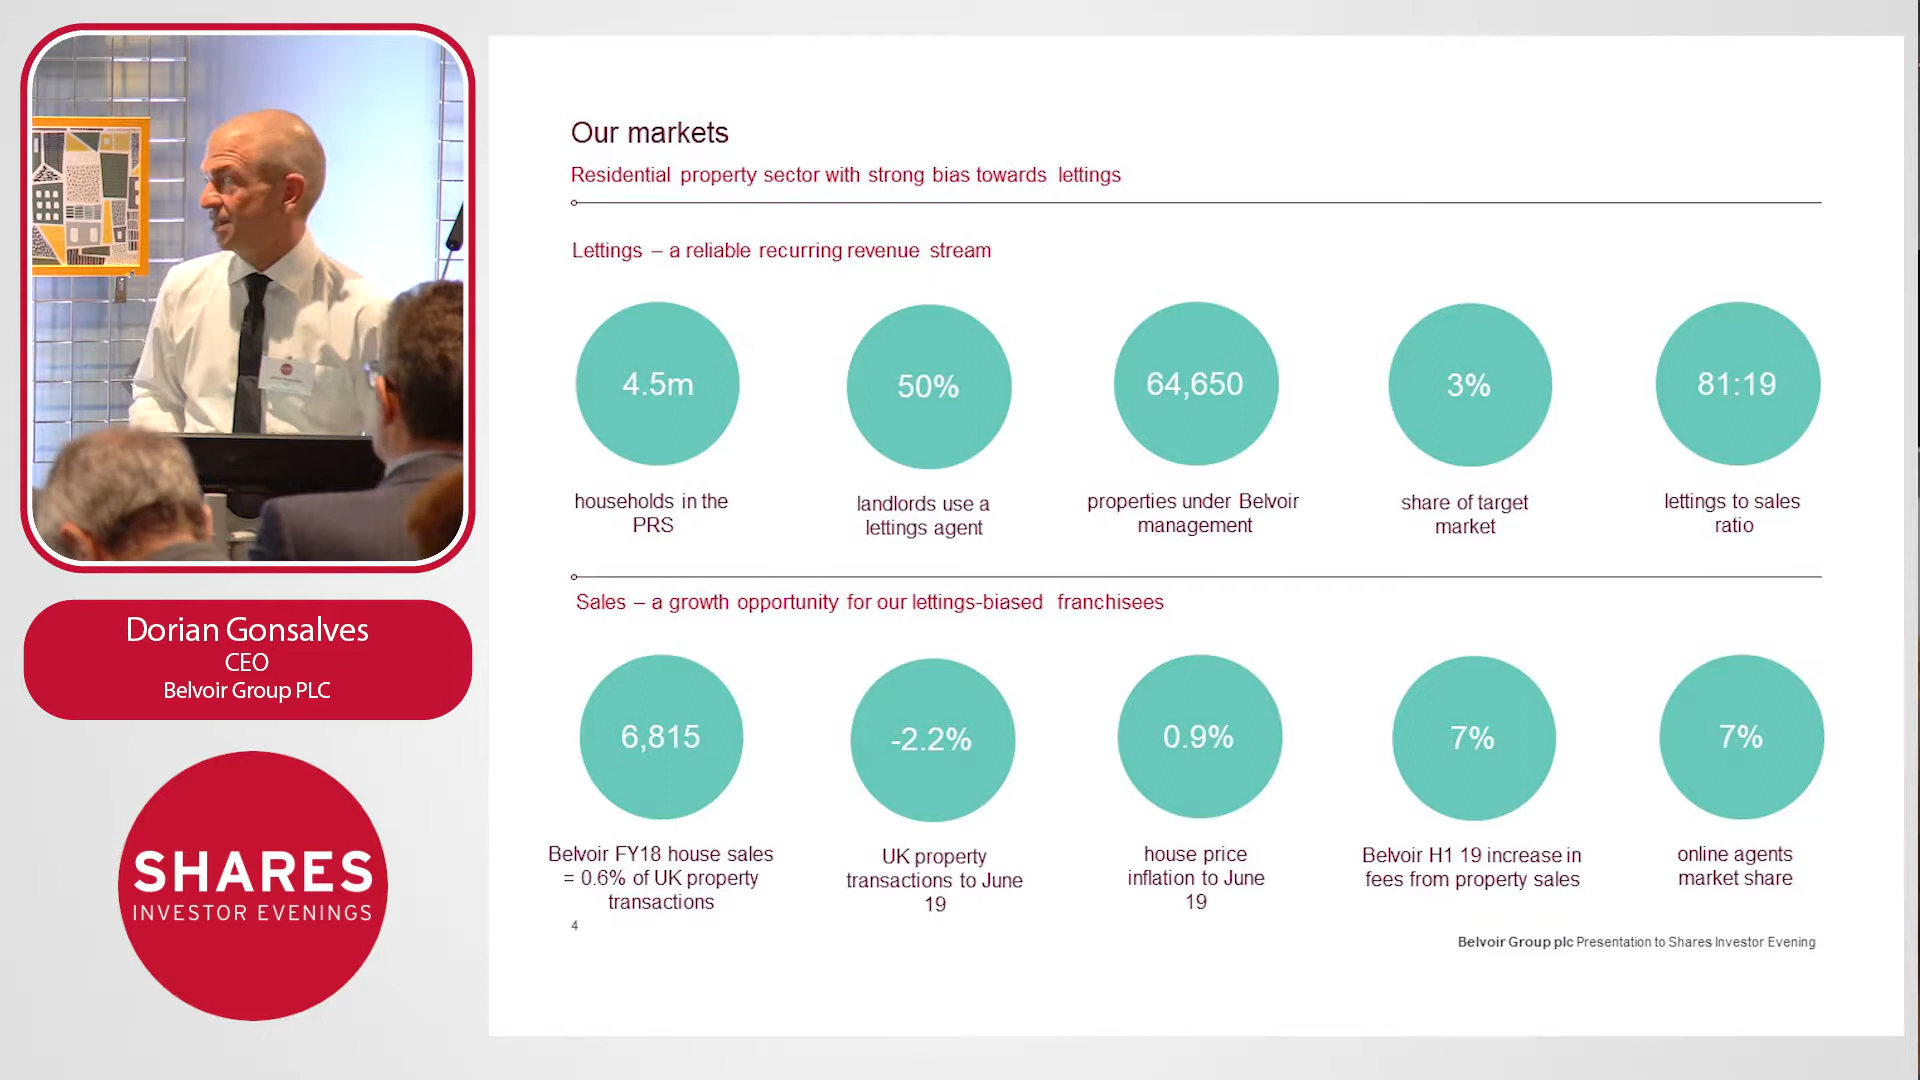 Dorian Gonsalves
CEO
Belvoir Group PLC
SHARES
INVESTOR EVENINGS
Our markets
Residential property sector with strong bias towards lettings
Lettings – a reliable recurring revenue stream
4.5m
households in the
PRS
50%
landlords use a
lettings agent
64,650
properties under Belvoir
management
3%
share of target
market
81:19
lettings to sales
ratio
Sales – a growth opportunity for our lettings-biased franchisees
6,815
Belvoir FY18 house sales
= 0.6% of UK property
transactions
-2.2%
UK property
transactions to June
19
0.9%
house price
inflation to June
19
7%
Belvoir H1 19 increase in
fees from property sales
7%
online agents
market share
4
Belvoir Group plc Presentation to Shares Investor Evening